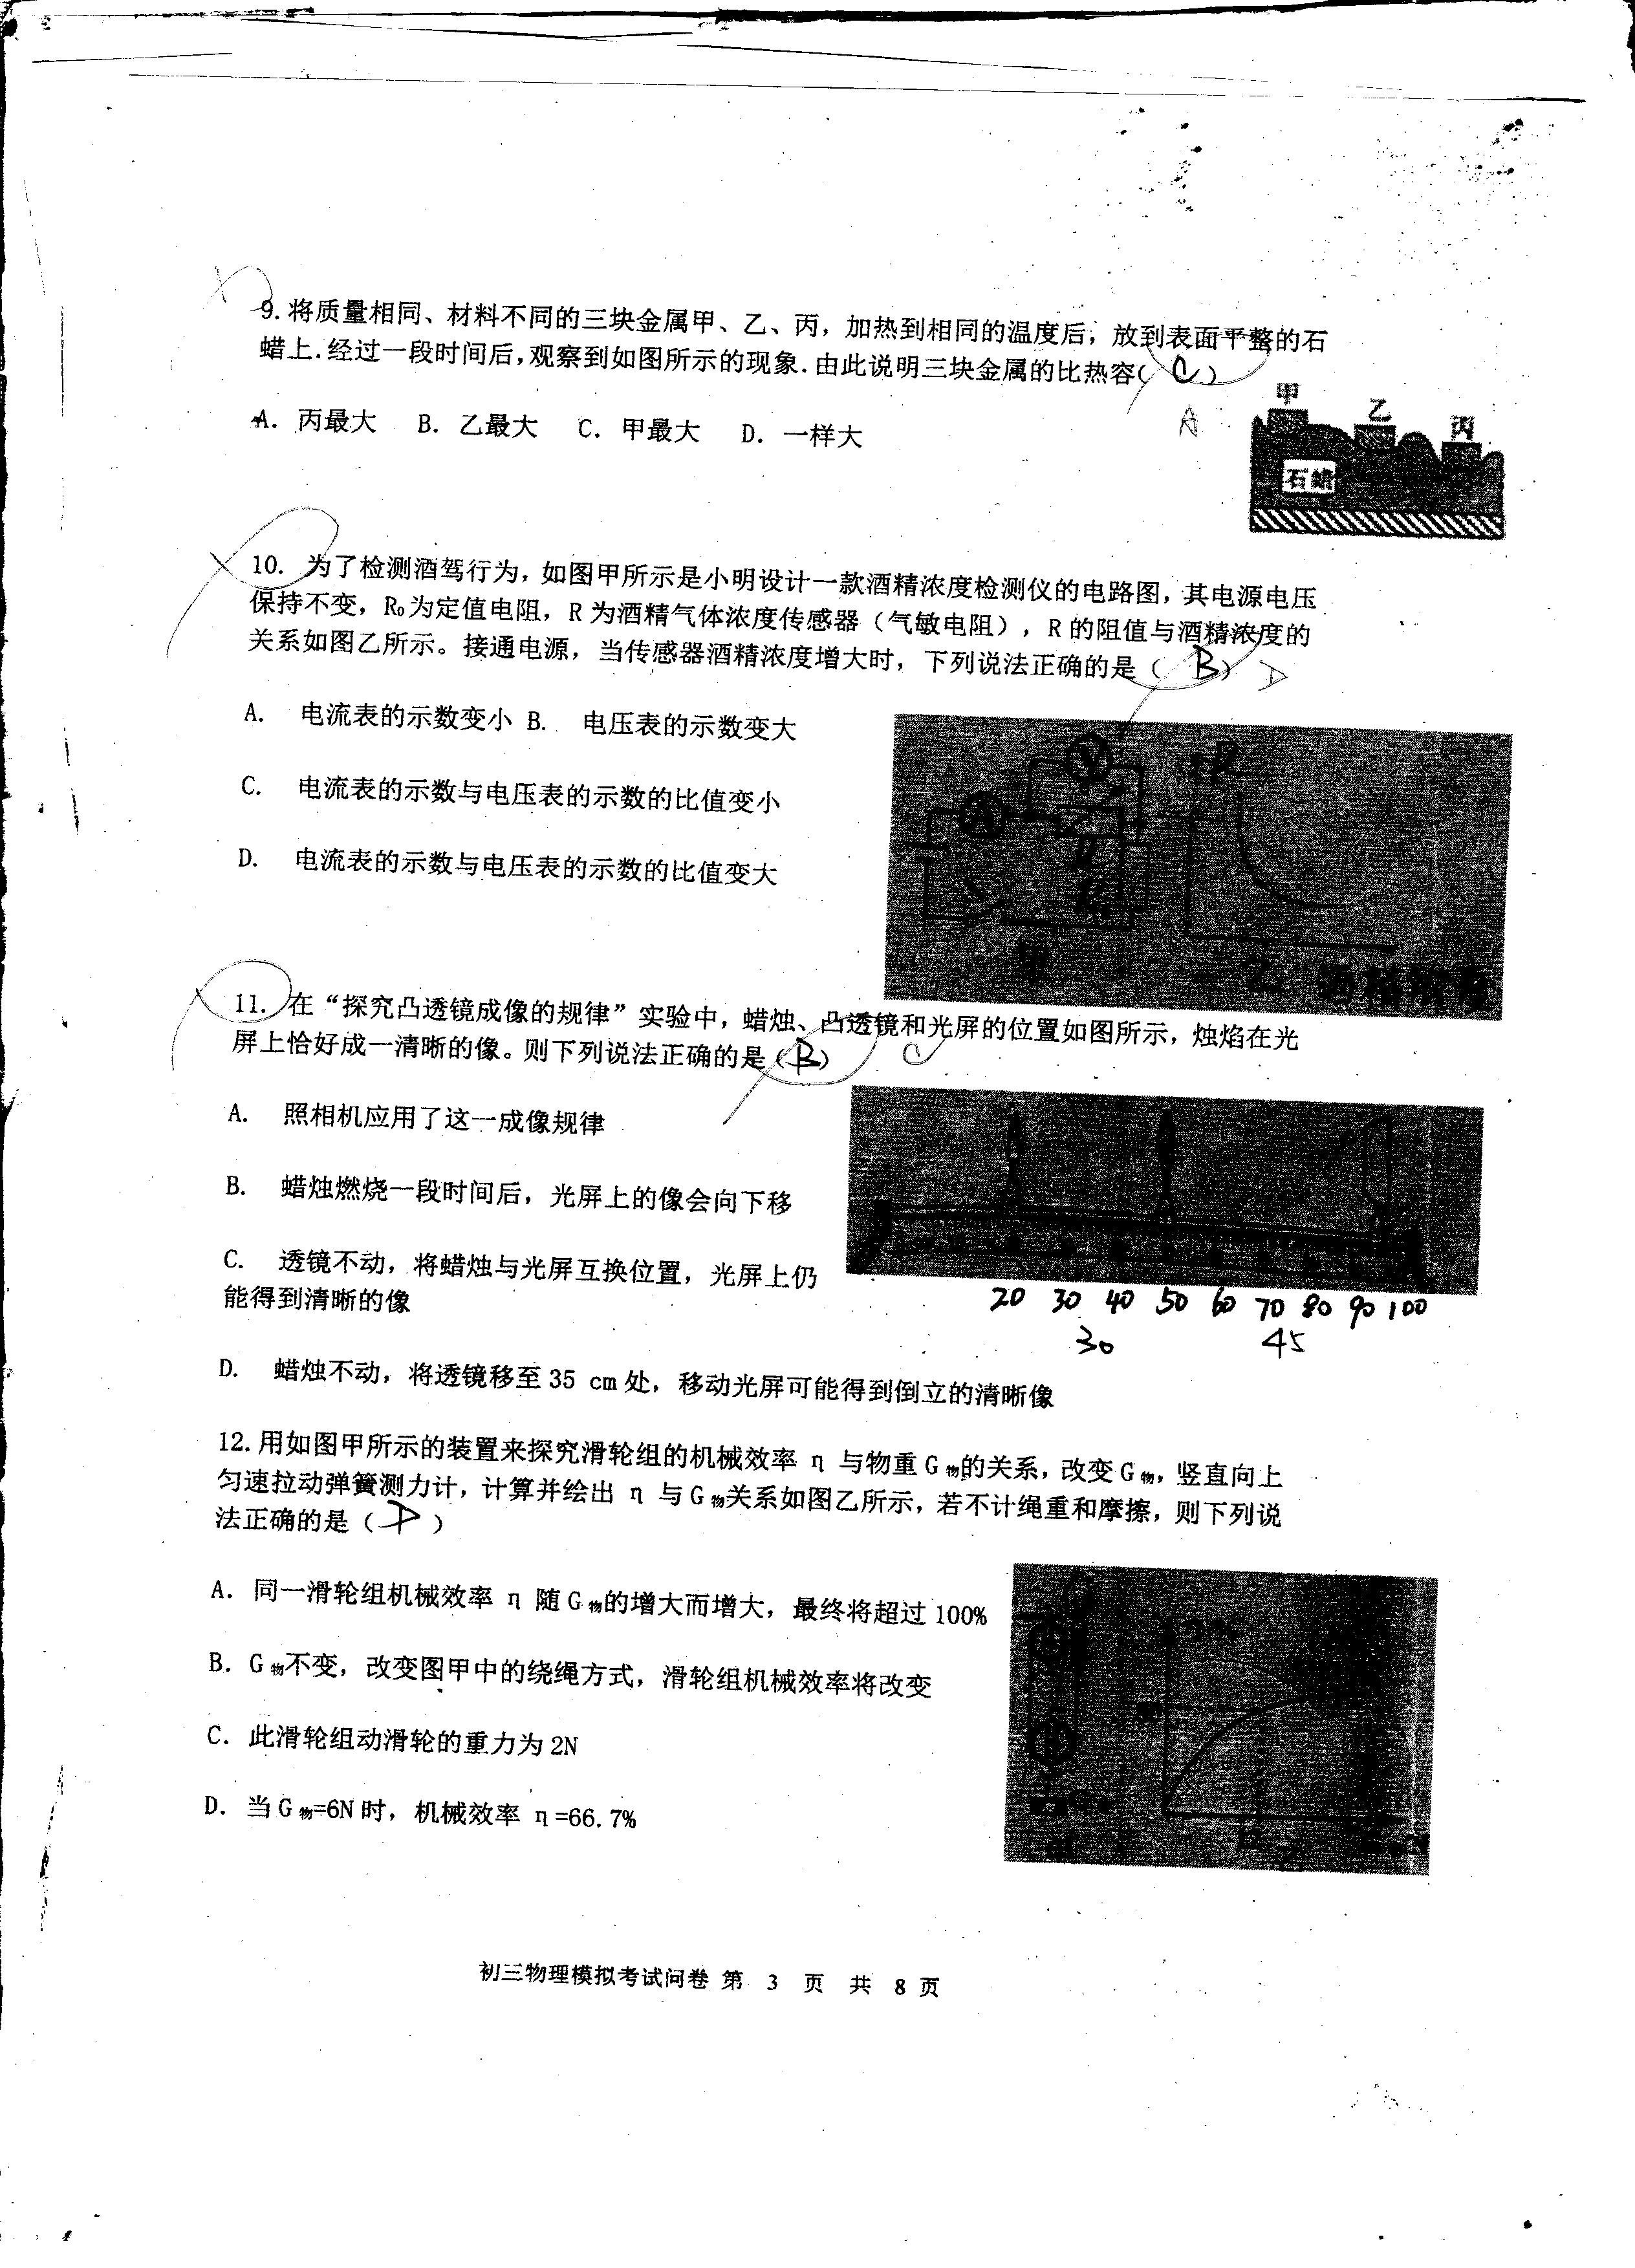 9.将质量相同、材料不同的三块金属甲、乙、丙，加热到相同的温度后，放到表面平整的石
蜡上.经过一段时间后,观察到如图所示的现象.由此说明三块金属的比热容( C )
A
A. 丙最大 B. 乙最大 C. 甲最大 D. 一样大
甲
乙
丙
石蜡
10. 为了检测酒驾行为，如图甲所示是小明设计一款酒精浓度检测仪的电路图，其电源电压
保持不变，R₀为定值电阻，R 为酒精气体浓度传感器（气敏电阻），R 的阻值与酒精浓度的
关系如图乙所示。接通电源，当传感器酒精浓度增大时，下列说法正确的是（ B ） D
A. 电流表的示数变小 B. 电压表的示数变大
C. 电流表的示数与电压表的示数的比值变小
D. 电流表的示数与电压表的示数的比值变大
V
A
R
甲
乙 酒精浓度
11. 在“探究凸透镜成像的规律”实验中，蜡烛、凸透镜和光屏的位置如图所示，烛焰在光
屏上恰好成一清晰的像。则下列说法正确的是（B） C
A. 照相机应用了这一成像规律
B. 蜡烛燃烧一段时间后，光屏上的像会向下移
C. 透镜不动，将蜡烛与光屏互换位置，光屏上仍
能得到清晰的像
20 30 40 50 60 70 80 90 100
30 45
D. 蜡烛不动，将透镜移至 35 cm 处，移动光屏可能得到倒立的清晰像
12.用如图甲所示的装置来探究滑轮组的机械效率 η 与物重 G物的关系，改变 G物，竖直向上
匀速拉动弹簧测力计，计算并绘出 η 与 G物关系如图乙所示，若不计绳重和摩擦，则下列说
法正确的是（ D ）
A. 同一滑轮组机械效率 η 随 G物的增大而增大，最终将超过 100%
B. G物不变，改变图甲中的绕绳方式，滑轮组机械效率将改变
C. 此滑轮组动滑轮的重力为 2N
D. 当 G物=6N 时，机械效率 η=66.7%
12
初三物理模拟考试问卷 第 3 页 共 8 页